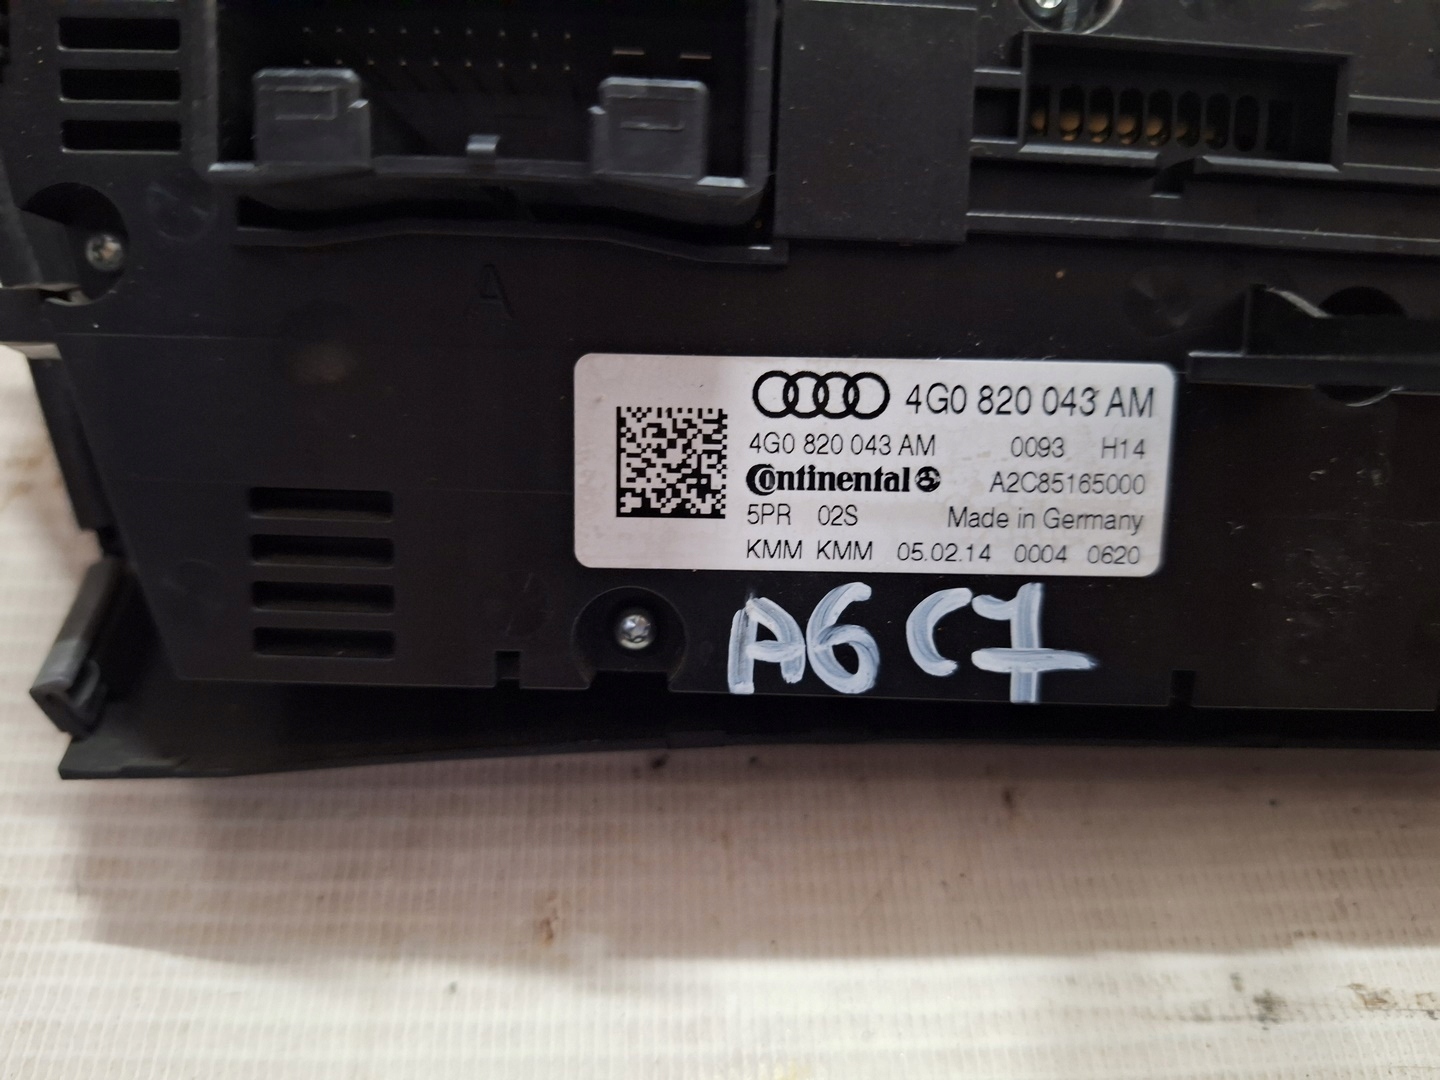 A
4G0 820 043 AM
4G0 820 043 AM 0093 H14
Continental A2C85165000
5PR 02S Made in Germany
KMM KMM 05.02.14 0004 0620
A6 C7